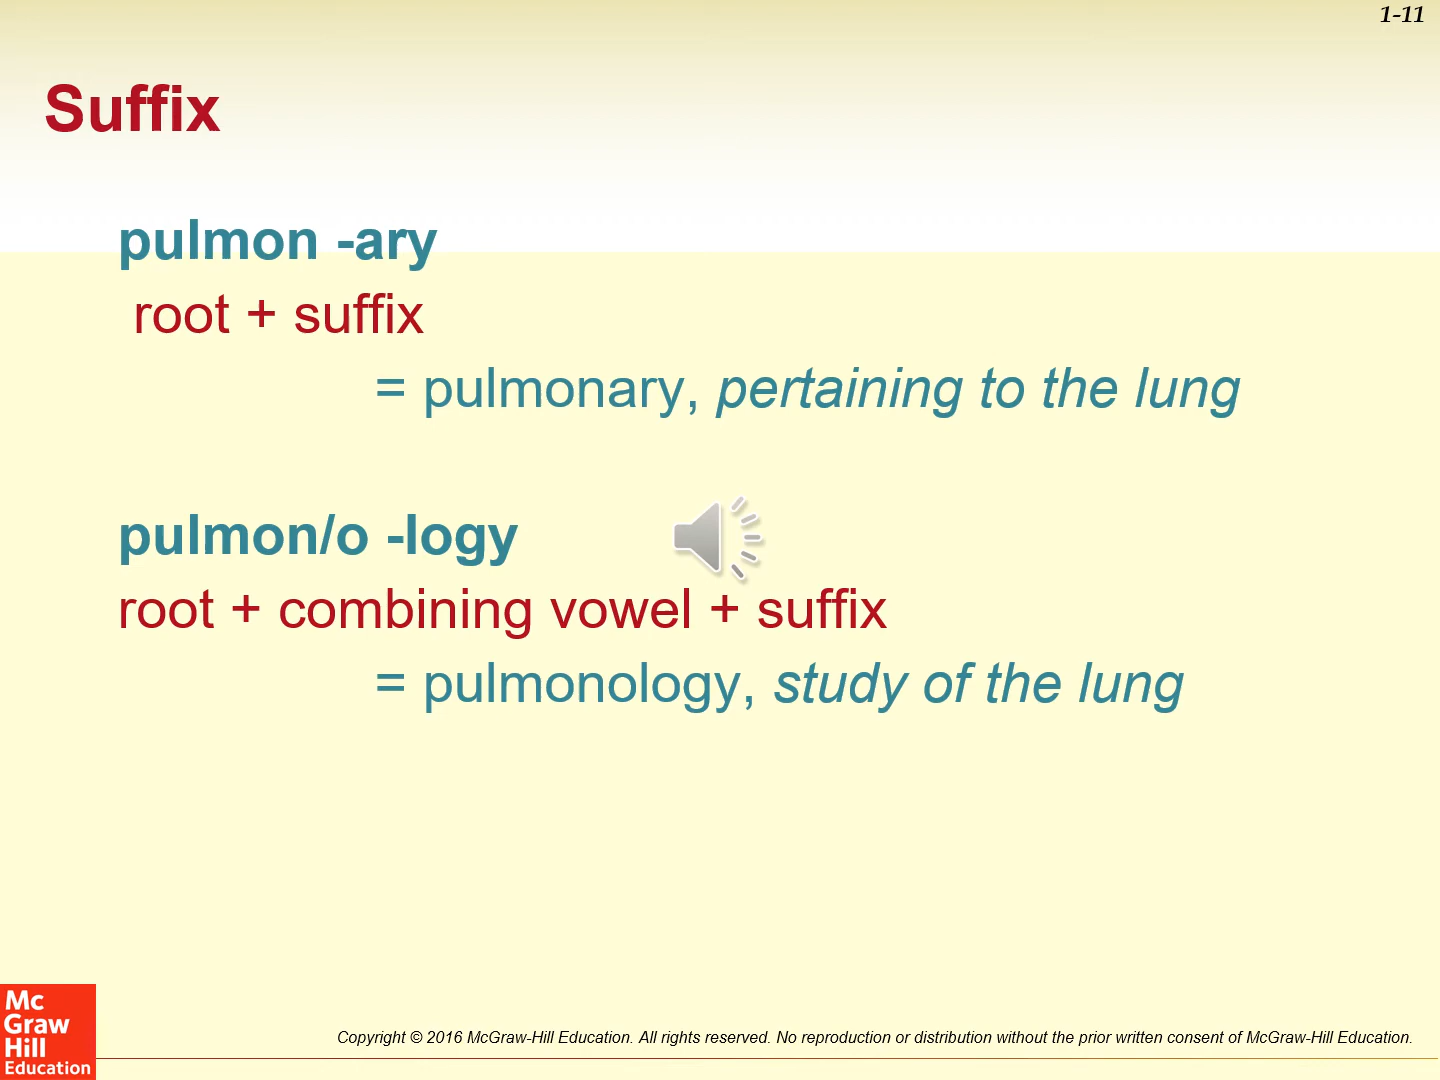 1-11
Suffix
pulmon -ary
root + suffix
= pulmonary, pertaining to the lung
pulmon/o -logy
root + combining vowel + suffix
= pulmonology, study of the lung
Mc
Graw
Hill
Education
Copyright © 2016 McGraw-Hill Education. All rights reserved. No reproduction or distribution without the prior written consent of McGraw-Hill Education.